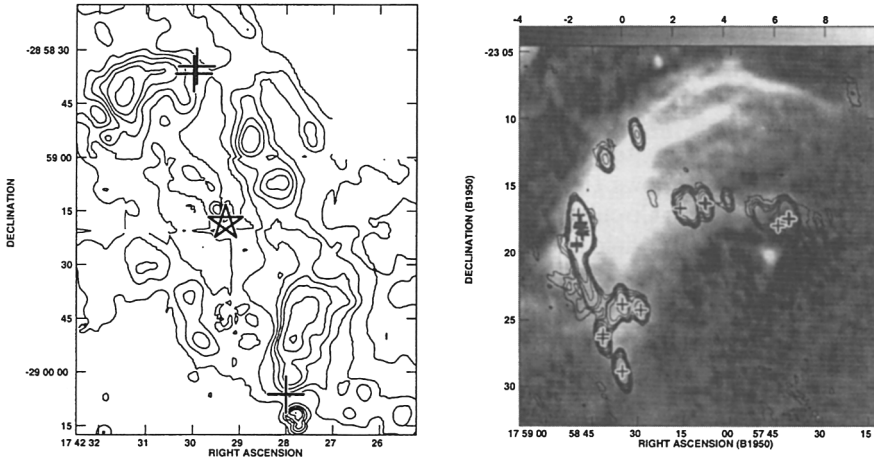 -28 58 30
45
59 00
15
30
45
-29 00 00
15
17 42 32 31 30 29 28 27 26
RIGHT ASCENSION
DECLINATION
-4 -2 0 2 4 6 8
-23 05
10
15
20
25
30
17 59 00 58 45 30 15 00 57 45 30 15
RIGHT ASCENSION (B1950)
DECLINATION (B1950)